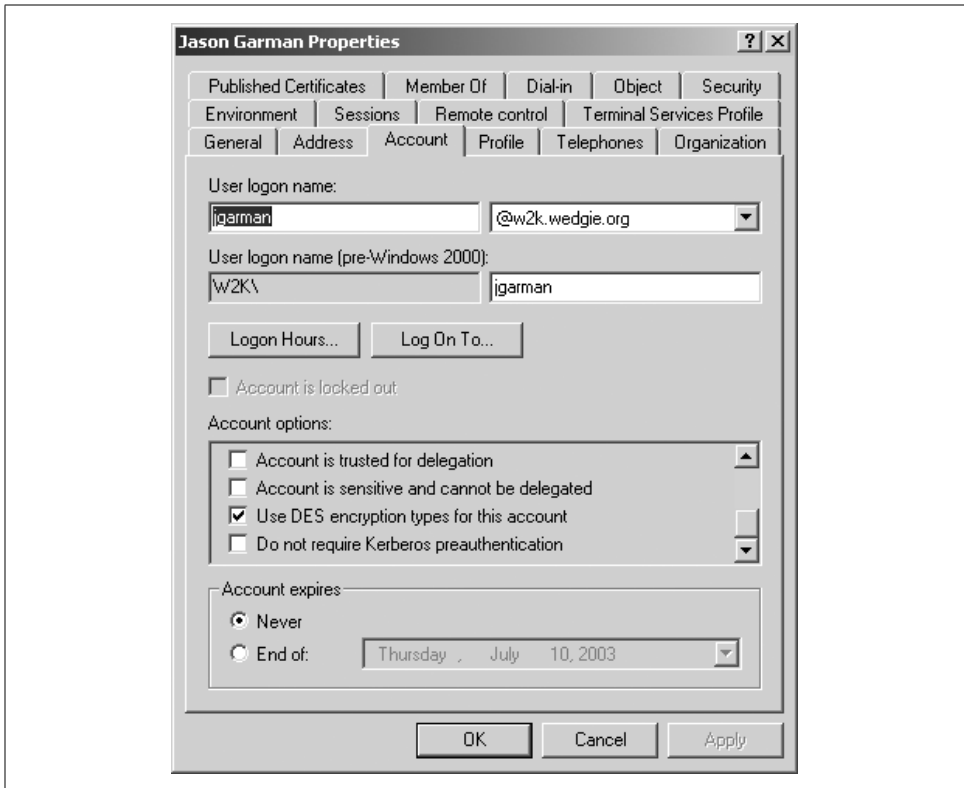 Jason Garman Properties
Published Certificates Member Of Dial-in Object Security
Environment Sessions Remote control Terminal Services Profile
General Address Account Profile Telephones Organization
User logon name:
jgarman @w2k.wedgie.org
User logon name (pre-Windows 2000):
W2K\ jgarman
Logon Hours... Log On To...
Account is locked out
Account options:
Account is trusted for delegation
Account is sensitive and cannot be delegated
Use DES encryption types for this account
Do not require Kerberos preauthentication
Account expires
Never
End of: Thursday , July 10, 2003
OK Cancel Apply